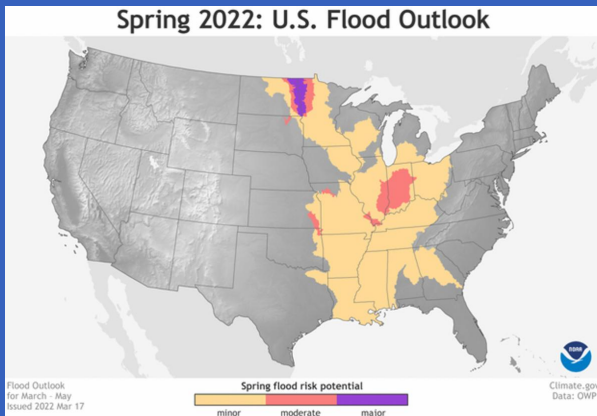 Spring 2022: U.S. Flood Outlook
NOAA
Flood Outlook
for March - May
Issued 2022 Mar 17
Spring flood risk potential
minor moderate major
Climate.gov
Data: OWP